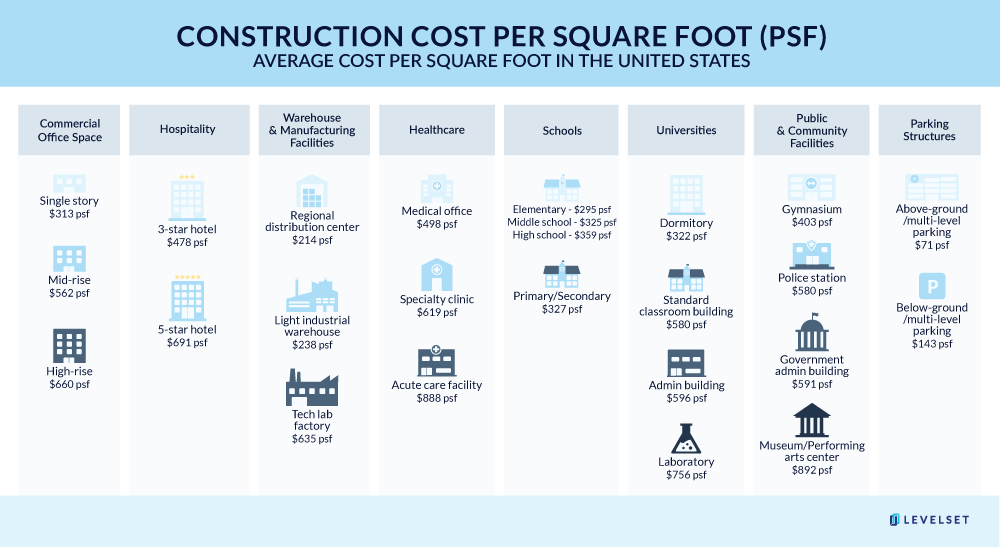 CONSTRUCTION COST PER SQUARE FOOT (PSF)
AVERAGE COST PER SQUARE FOOT IN THE UNITED STATES
Commercial
Office Space
Single story
$313 psf
Mid-rise
$562 psf
High-rise
$660 psf
Hospitality
3-star hotel
$478 psf
5-star hotel
$691 psf
Warehouse
& Manufacturing
Facilities
Regional
distribution center
$214 psf
Light industrial
warehouse
$238 psf
Tech lab
factory
$635 psf
Healthcare
Medical office
$498 psf
Specialty clinic
$619 psf
Acute care facility
$888 psf
Schools
Elementary - $295 psf
Middle school - $325 psf
High school - $359 psf
Primary/Secondary
$327 psf
Universities
Dormitory
$322 psf
Standard
classroom building
$580 psf
Admin building
$596 psf
Laboratory
$756 psf
Public
& Community
Facilities
Gymnasium
$403 psf
Police station
$580 psf
Government
admin building
$591 psf
Museum/Performing
arts center
$892 psf
Parking
Structures
Above-ground
/multi-level
parking
$71 psf
P
Below-ground
/multi-level
parking
$143 psf
LEVELSET